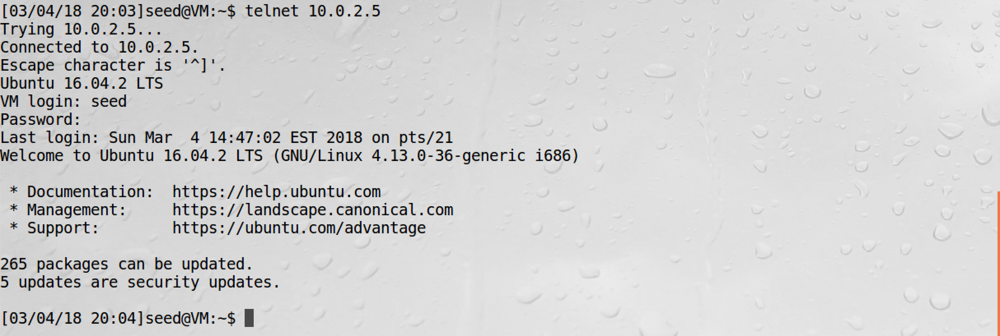 [03/04/18 20:03]seed@VM:~$ telnet 10.0.2.5
Trying 10.0.2.5...
Connected to 10.0.2.5.
Escape character is '^]'.
Ubuntu 16.04.2 LTS
VM login: seed
Password:
Last login: Sun Mar  4 14:47:02 EST 2018 on pts/21
Welcome to Ubuntu 16.04.2 LTS (GNU/Linux 4.13.0-36-generic i686)

 * Documentation:  https://help.ubuntu.com
 * Management:     https://landscape.canonical.com
 * Support:        https://ubuntu.com/advantage

265 packages can be updated.
5 updates are security updates.

[03/04/18 20:04]seed@VM:~$